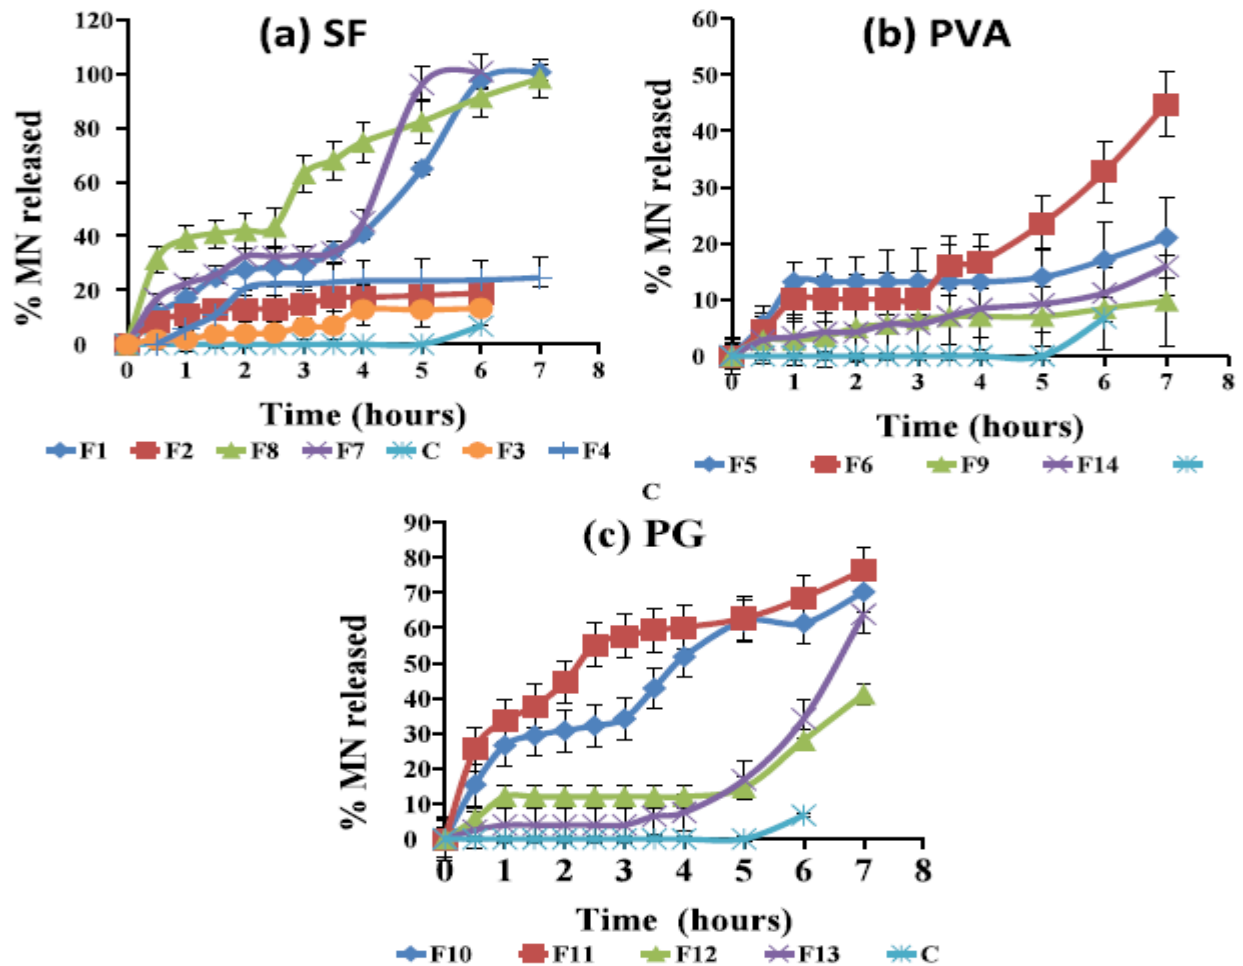 (a) SF
% MN released
120
100
80
60
40
20
0
0 1 2 3 4 5 6 7 8
Time (hours)
F1 F2 F8 F7 C F3 F4
(b) PVA
% MN released
60
50
40
30
20
10
0
0 1 2 3 4 5 6 7 8
Time (hours)
F5 F6 F9 F14
C
(c) PG
% MN released
90
80
70
60
50
40
30
20
10
0
0 1 2 3 4 5 6 7 8
Time (hours)
F10 F11 F12 F13 C